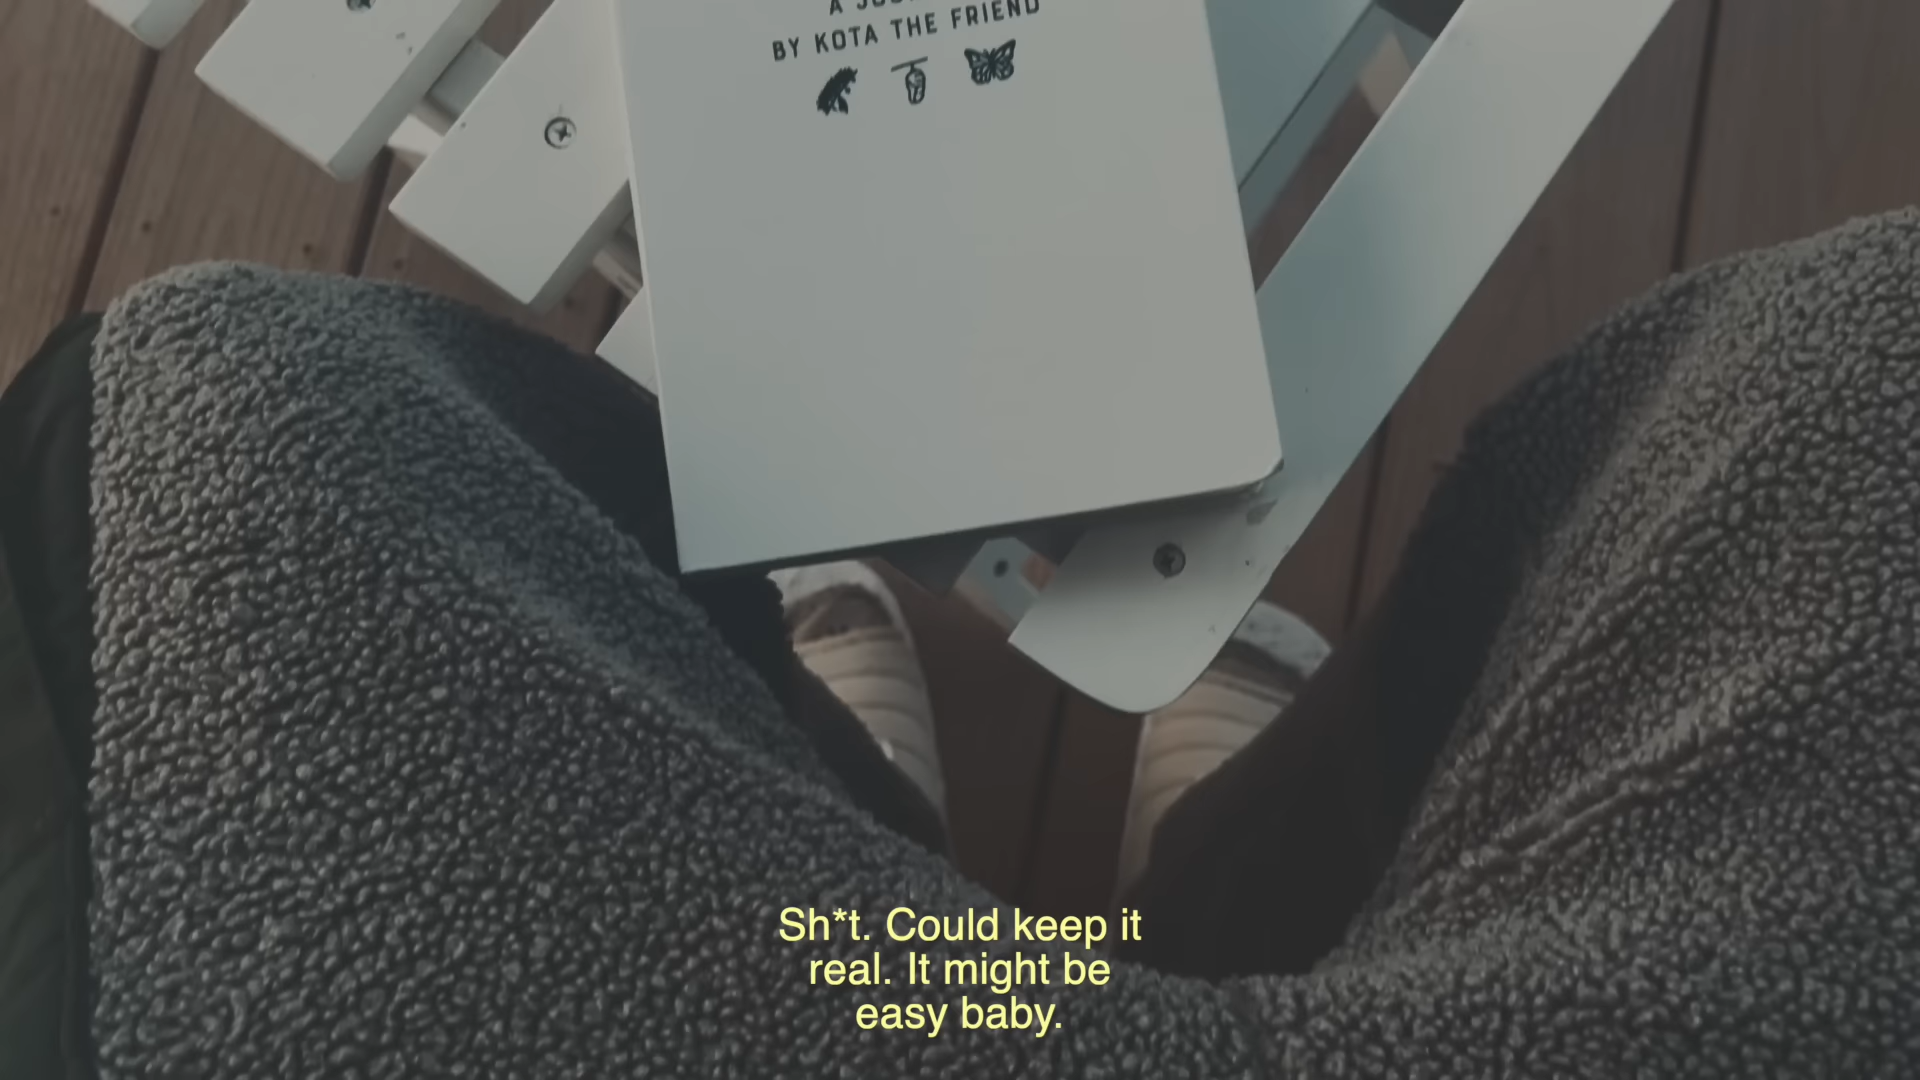 A
BY KOTA THE FRIEND
Sh*t. Could keep it
real. It might be
easy baby.